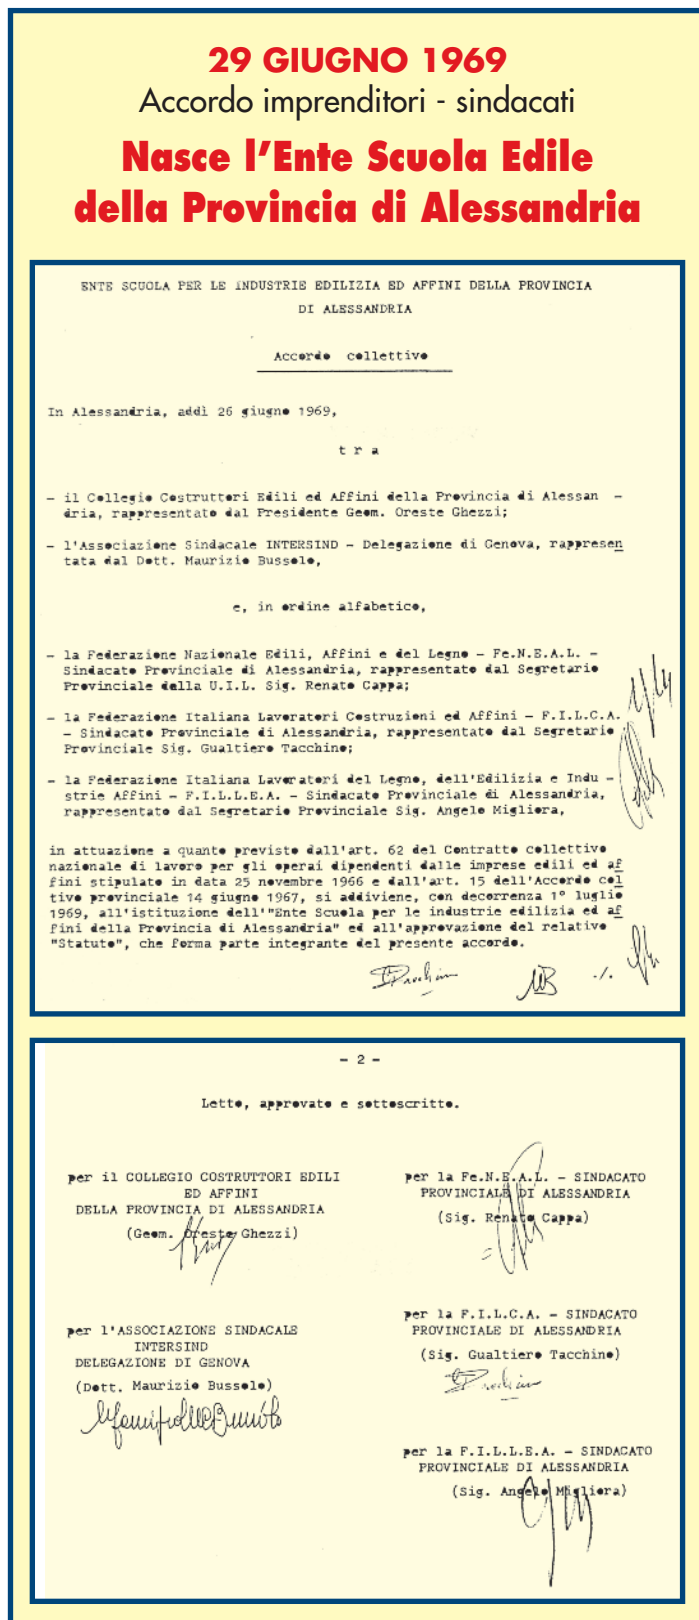 29 GIUGNO 1969
Accordo imprenditori - sindacati
Nasce l'Ente Scuola Edile
della Provincia di Alessandria
ENTE SCUOLA PER LE INDUSTRIE EDILIZIA ED AFFINI DELLA PROVINCIA
DI ALESSANDRIA
Accordo collettivo
In Alessandria, addì 26 giugno 1969,
t r a
- il Collegio Costruttori Edili ed Affini della Provincia di Alessan -
dria, rappresentato dal Presidente Geom. Oreste Ghezzi;
- l'Associazione Sindacale INTERSIND - Delegazione di Genova, rappresen
tata dal Dott. Maurizio Bussolo,
e, in ordine alfabetico,
- la Federazione Nazionale Edili, Affini e del Legno - Fe.N.E.A.L. -
Sindacato Provinciale di Alessandria, rappresentato dal Segretario
Provinciale della U.I.L. Sig. Renato Cappa;
- la Federazione Italiana Lavoratori Costruzioni ed Affini - F.I.L.C.A.
- Sindacato Provinciale di Alessandria, rappresentato dal Segretario
Provinciale Sig. Gualtiero Tacchino;
- la Federazione Italiana Lavoratori del Legno, dell'Edilizia e Indu -
strie Affini - F.I.L.L.E.A. - Sindacato Provinciale di Alessandria,
rappresentato dal Segretario Provinciale Sig. Angelo Migliora,
in attuazione a quanto previsto dall'art. 62 del Contratto collettivo
nazionale di lavoro per gli operai dipendenti dalle imprese edili ed af
fini stipulato in data 25 novembre 1966 e dall'art. 15 dell'Accordo col
tivo provinciale 14 giugno 1967, si addiviene, con decorrenza 1° luglio
1969, all'istituzione dell'"Ente Scuola per le industrie edilizia ed af
fini della Provincia di Alessandria" ed all'approvazione del relativo
"Statuto", che forma parte integrante del presente accordo.
./.
- 2 -
Letto, approvato e sottoscritto.
per il COLLEGIO COSTRUTTORI EDILI
ED AFFINI
DELLA PROVINCIA DI ALESSANDRIA
(Geom. Oreste Ghezzi)
per la Fe.N.E.A.L. - SINDACATO
PROVINCIALE DI ALESSANDRIA
(Sig. Renato Cappa)
per l'ASSOCIAZIONE SINDACALE
INTERSIND
DELEGAZIONE DI GENOVA
(Dott. Maurizio Bussolo)
per la F.I.L.C.A. - SINDACATO
PROVINCIALE DI ALESSANDRIA
(Sig. Gualtiero Tacchino)
per la F.I.L.L.E.A. - SINDACATO
PROVINCIALE DI ALESSANDRIA
(Sig. Angelo Migliora)